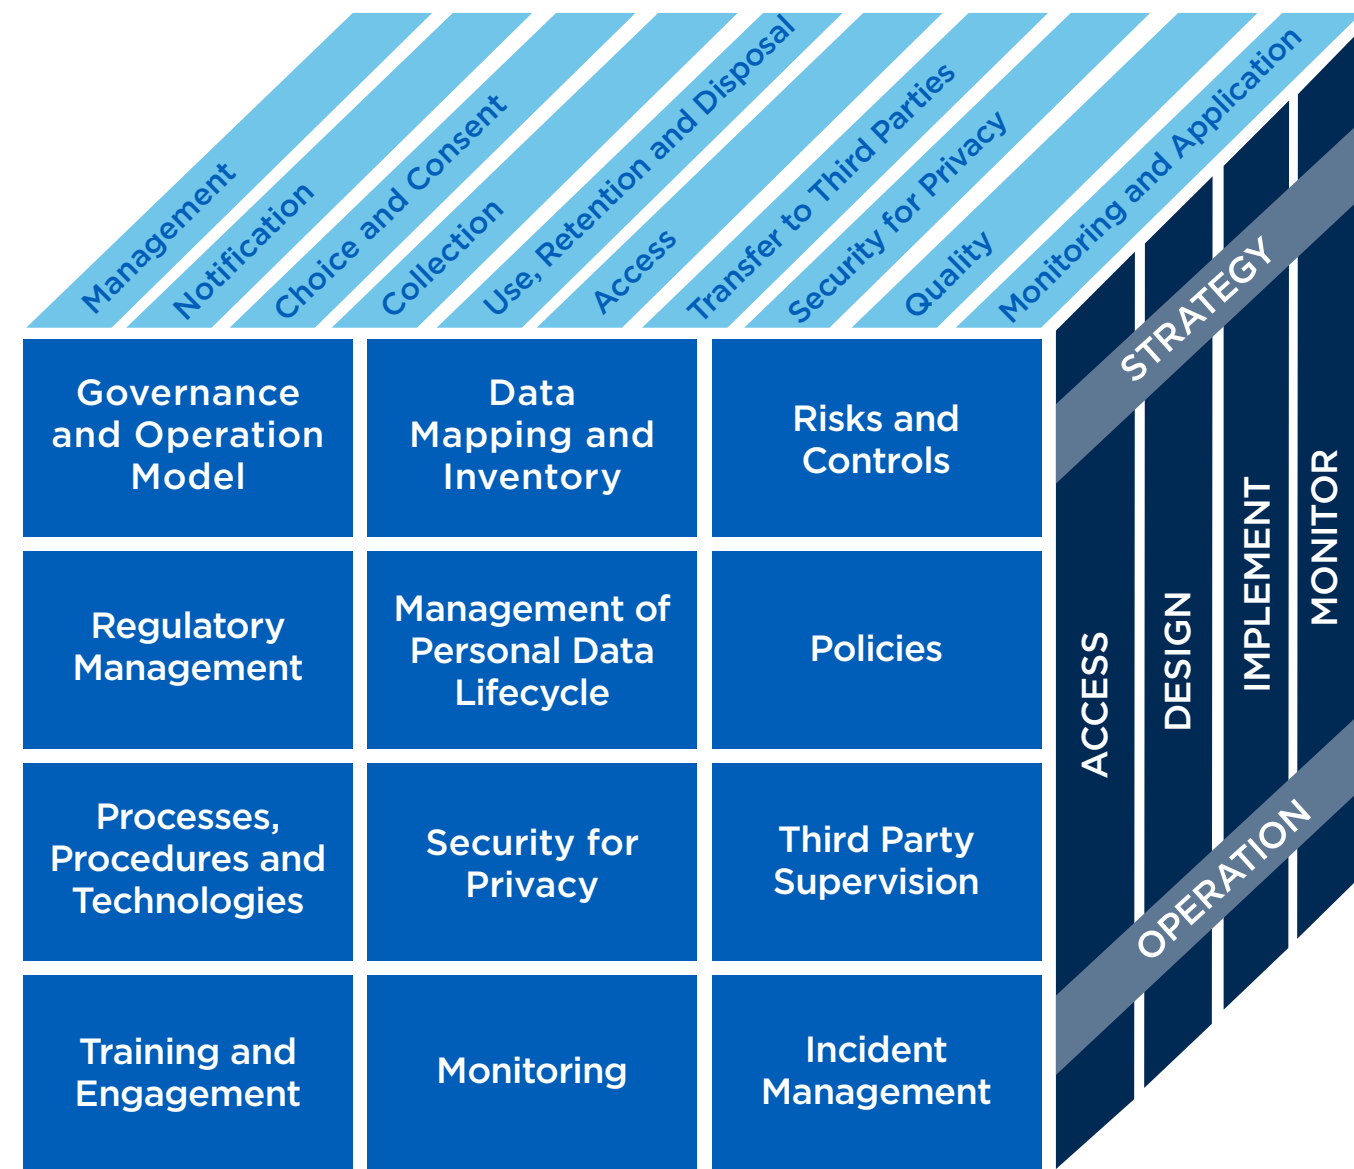 Management
Notification
Choice and Consent
Collection
Use, Retention and Disposal
Access
Transfer to Third Parties
Security for Privacy
Quality
Monitoring and Application
Governance
and Operation
Model
Data
Mapping and
Inventory
Risks and
Controls
Regulatory
Management
Management of
Personal Data
Lifecycle
Policies
Processes,
Procedures and
Technologies
Security for
Privacy
Third Party
Supervision
Training and
Engagement
Monitoring
Incident
Management
ACCESS
DESIGN
IMPLEMENT
MONITOR
STRATEGY
OPERATION